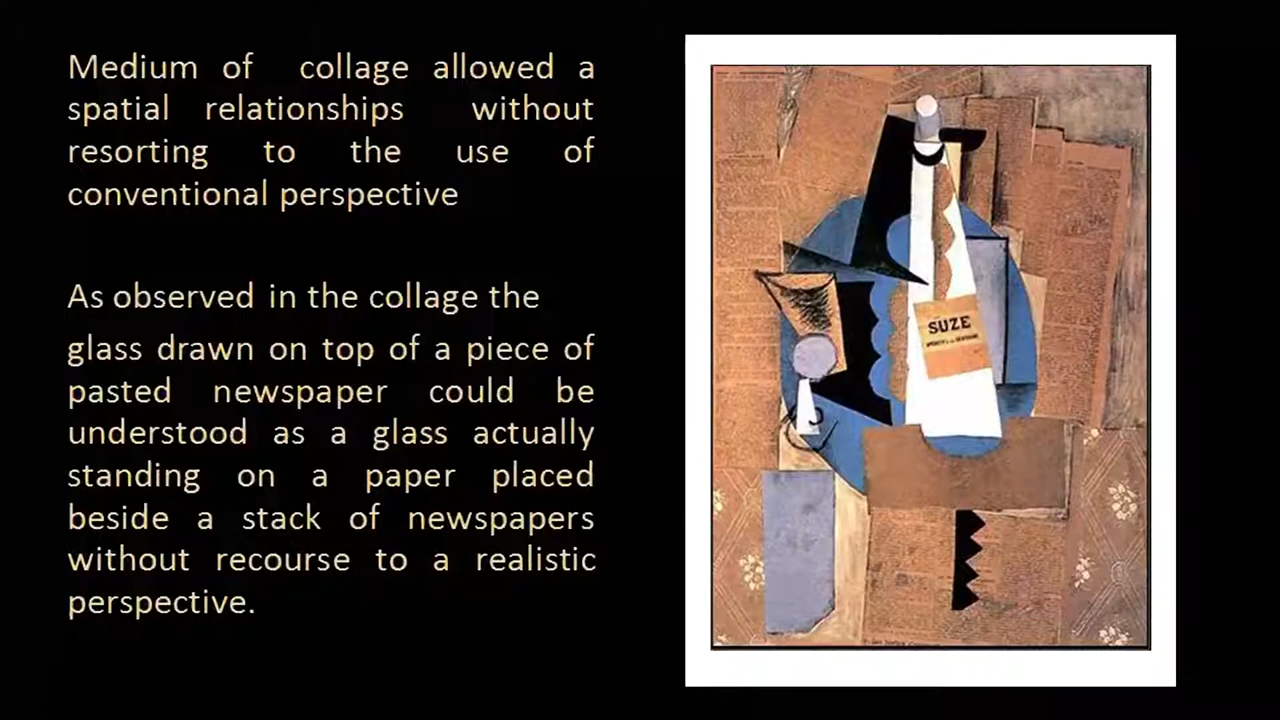 Medium of collage allowed a
spatial relationships without
resorting to the use of
conventional perspective
As observed in the collage the
glass drawn on top of a piece of
pasted newspaper could be
understood as a glass actually
standing on a paper placed
beside a stack of newspapers
without recourse to a realistic
perspective.
SUZE